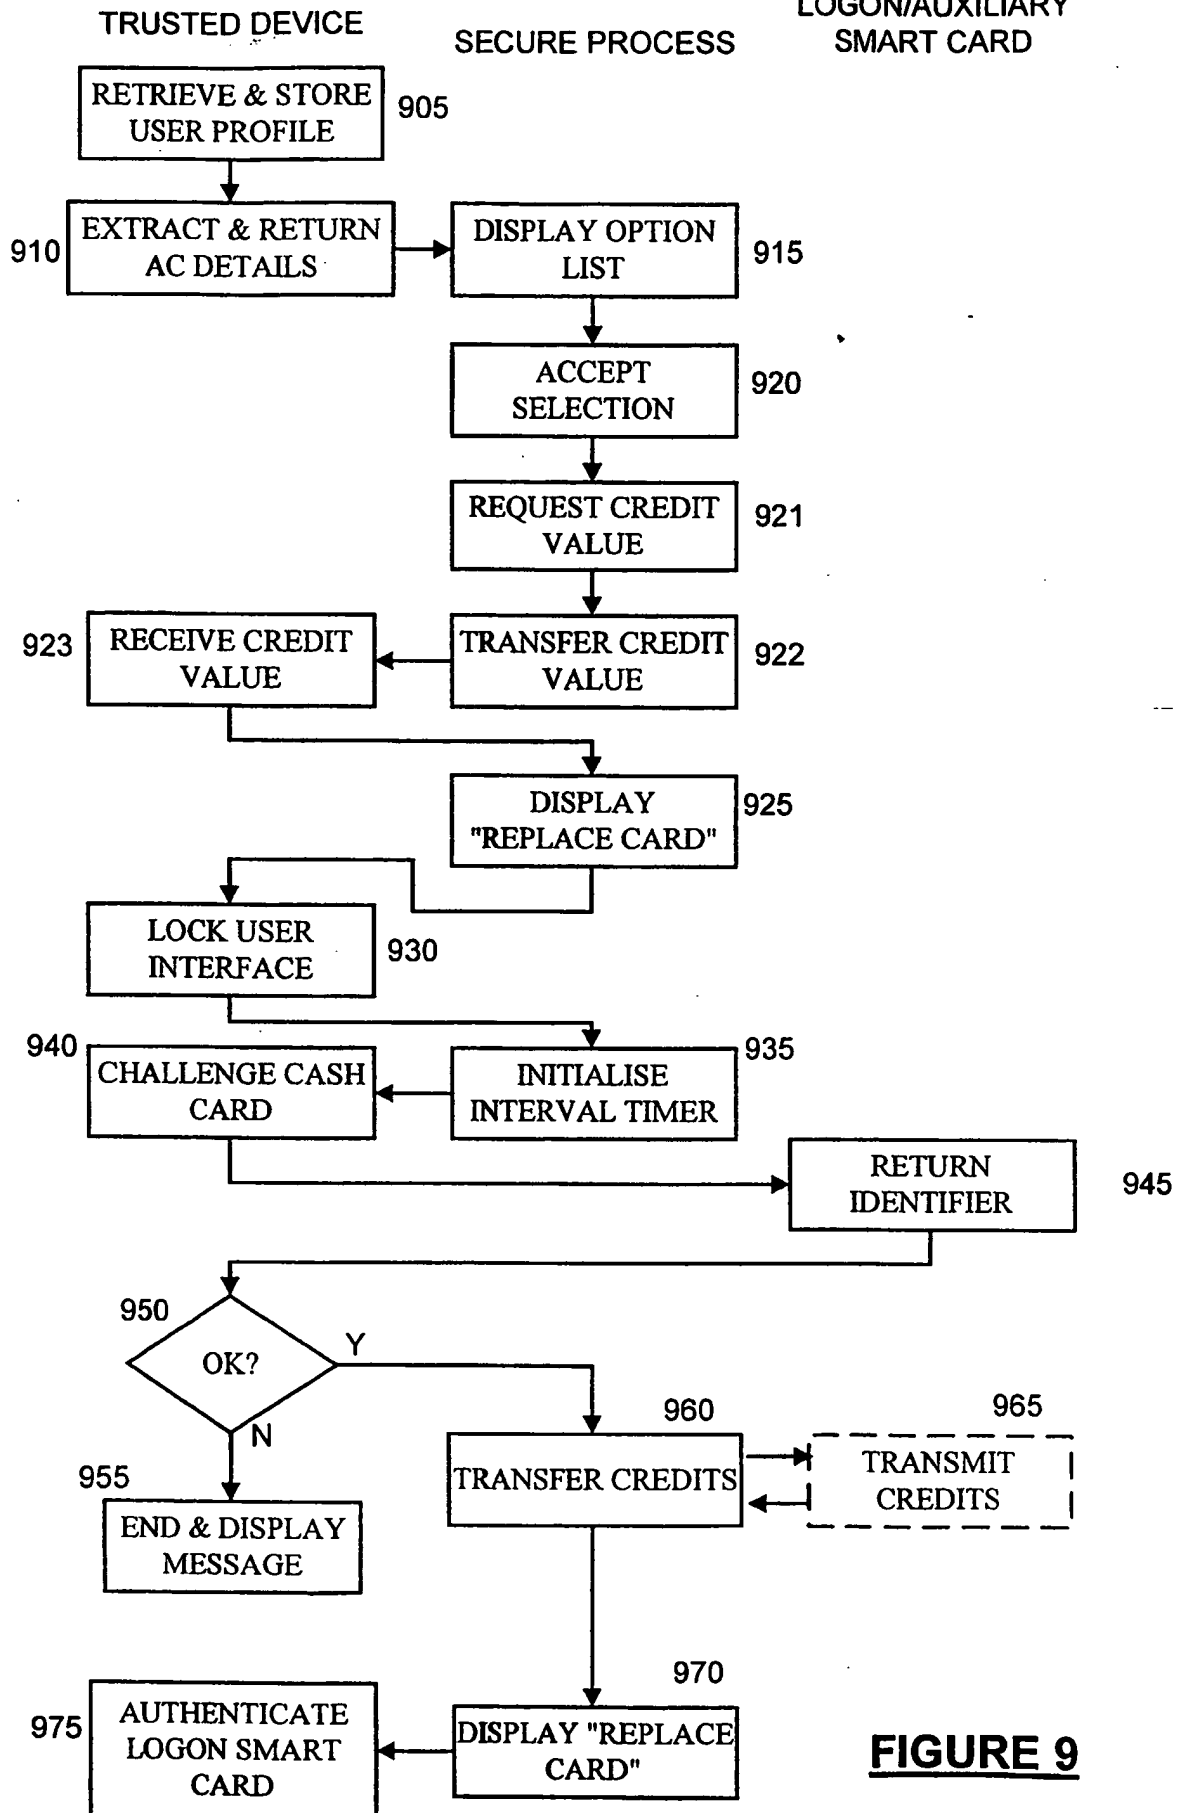 TRUSTED DEVICE
SECURE PROCESS
LOGON/AUXILIARY
SMART CARD
RETRIEVE & STORE
USER PROFILE
905
910
EXTRACT & RETURN
AC DETAILS
DISPLAY OPTION
LIST
915
ACCEPT
SELECTION
920
REQUEST CREDIT
VALUE
921
923
RECEIVE CREDIT
VALUE
TRANSFER CREDIT
VALUE
922
DISPLAY
"REPLACE CARD"
925
LOCK USER
INTERFACE
930
940
CHALLENGE CASH
CARD
INITIALISE
INTERVAL TIMER
935
RETURN
IDENTIFIER
945
950
OK?
Y
N
955
END & DISPLAY
MESSAGE
960
TRANSFER CREDITS
965
TRANSMIT
CREDITS
970
DISPLAY "REPLACE
CARD"
975
AUTHENTICATE
LOGON SMART
CARD
FIGURE 9